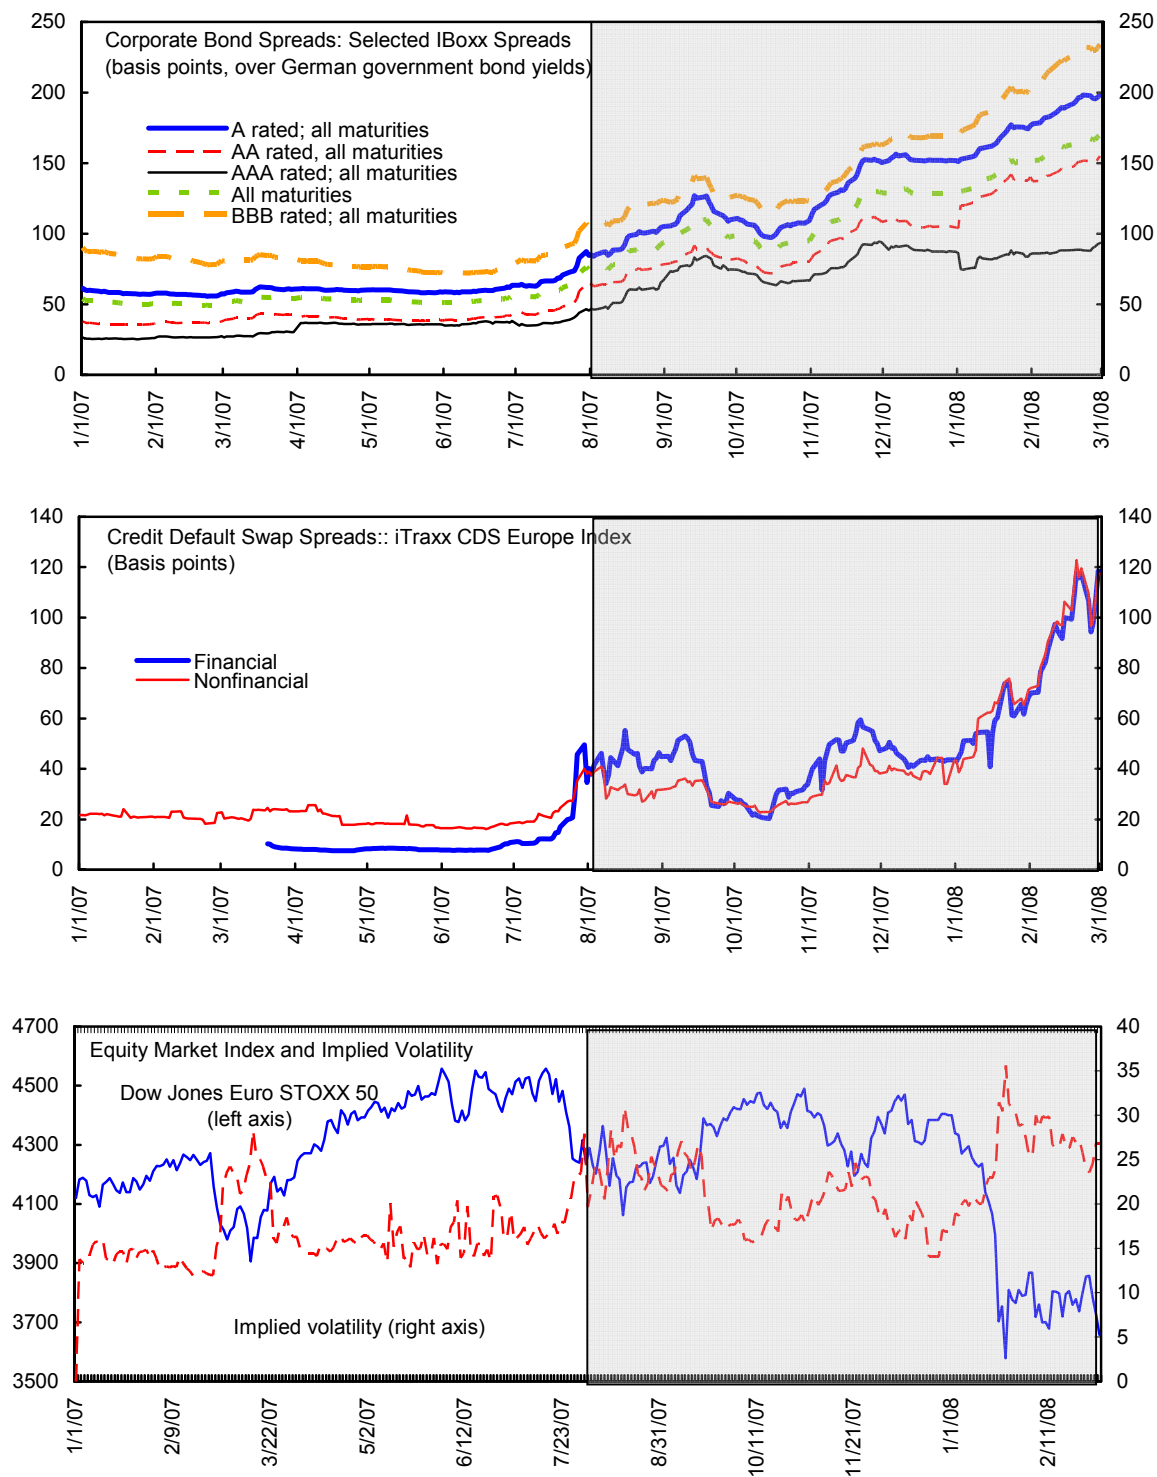 250 250
Corporate Bond Spreads: Selected IBoxx Spreads
(basis points, over German government bond yields)
200 200
A rated; all maturities
AA rated, all maturities
150 150
AAA rated; all maturities
All maturities
BBB rated; all maturities
100 100
50 50
0 0
1/1/07 2/1/07 3/1/07 4/1/07 5/1/07 6/1/07 7/1/07 8/1/07 9/1/07 10/1/07 11/1/07 12/1/07 1/1/08 2/1/08 3/1/08
140 140
Credit Default Swap Spreads:: iTraxx CDS Europe Index
(Basis points)
120 120
100 100
80 80
Financial
Nonfinancial
60 60
40 40
20 20
0 0
1/1/07 2/1/07 3/1/07 4/1/07 5/1/07 6/1/07 7/1/07 8/1/07 9/1/07 10/1/07 11/1/07 12/1/07 1/1/08 2/1/08 3/1/08
4700 40
Equity Market Index and Implied Volatility
35
4500
Dow Jones Euro STOXX 50
(left axis)
30
4300
25
4100 20
15
3900
10
3700
Implied volatility (right axis)
5
3500 0
1/1/07 2/9/07 3/22/07 5/2/07 6/12/07 7/23/07 8/31/07 10/11/07 11/21/07 1/1/08 2/11/08